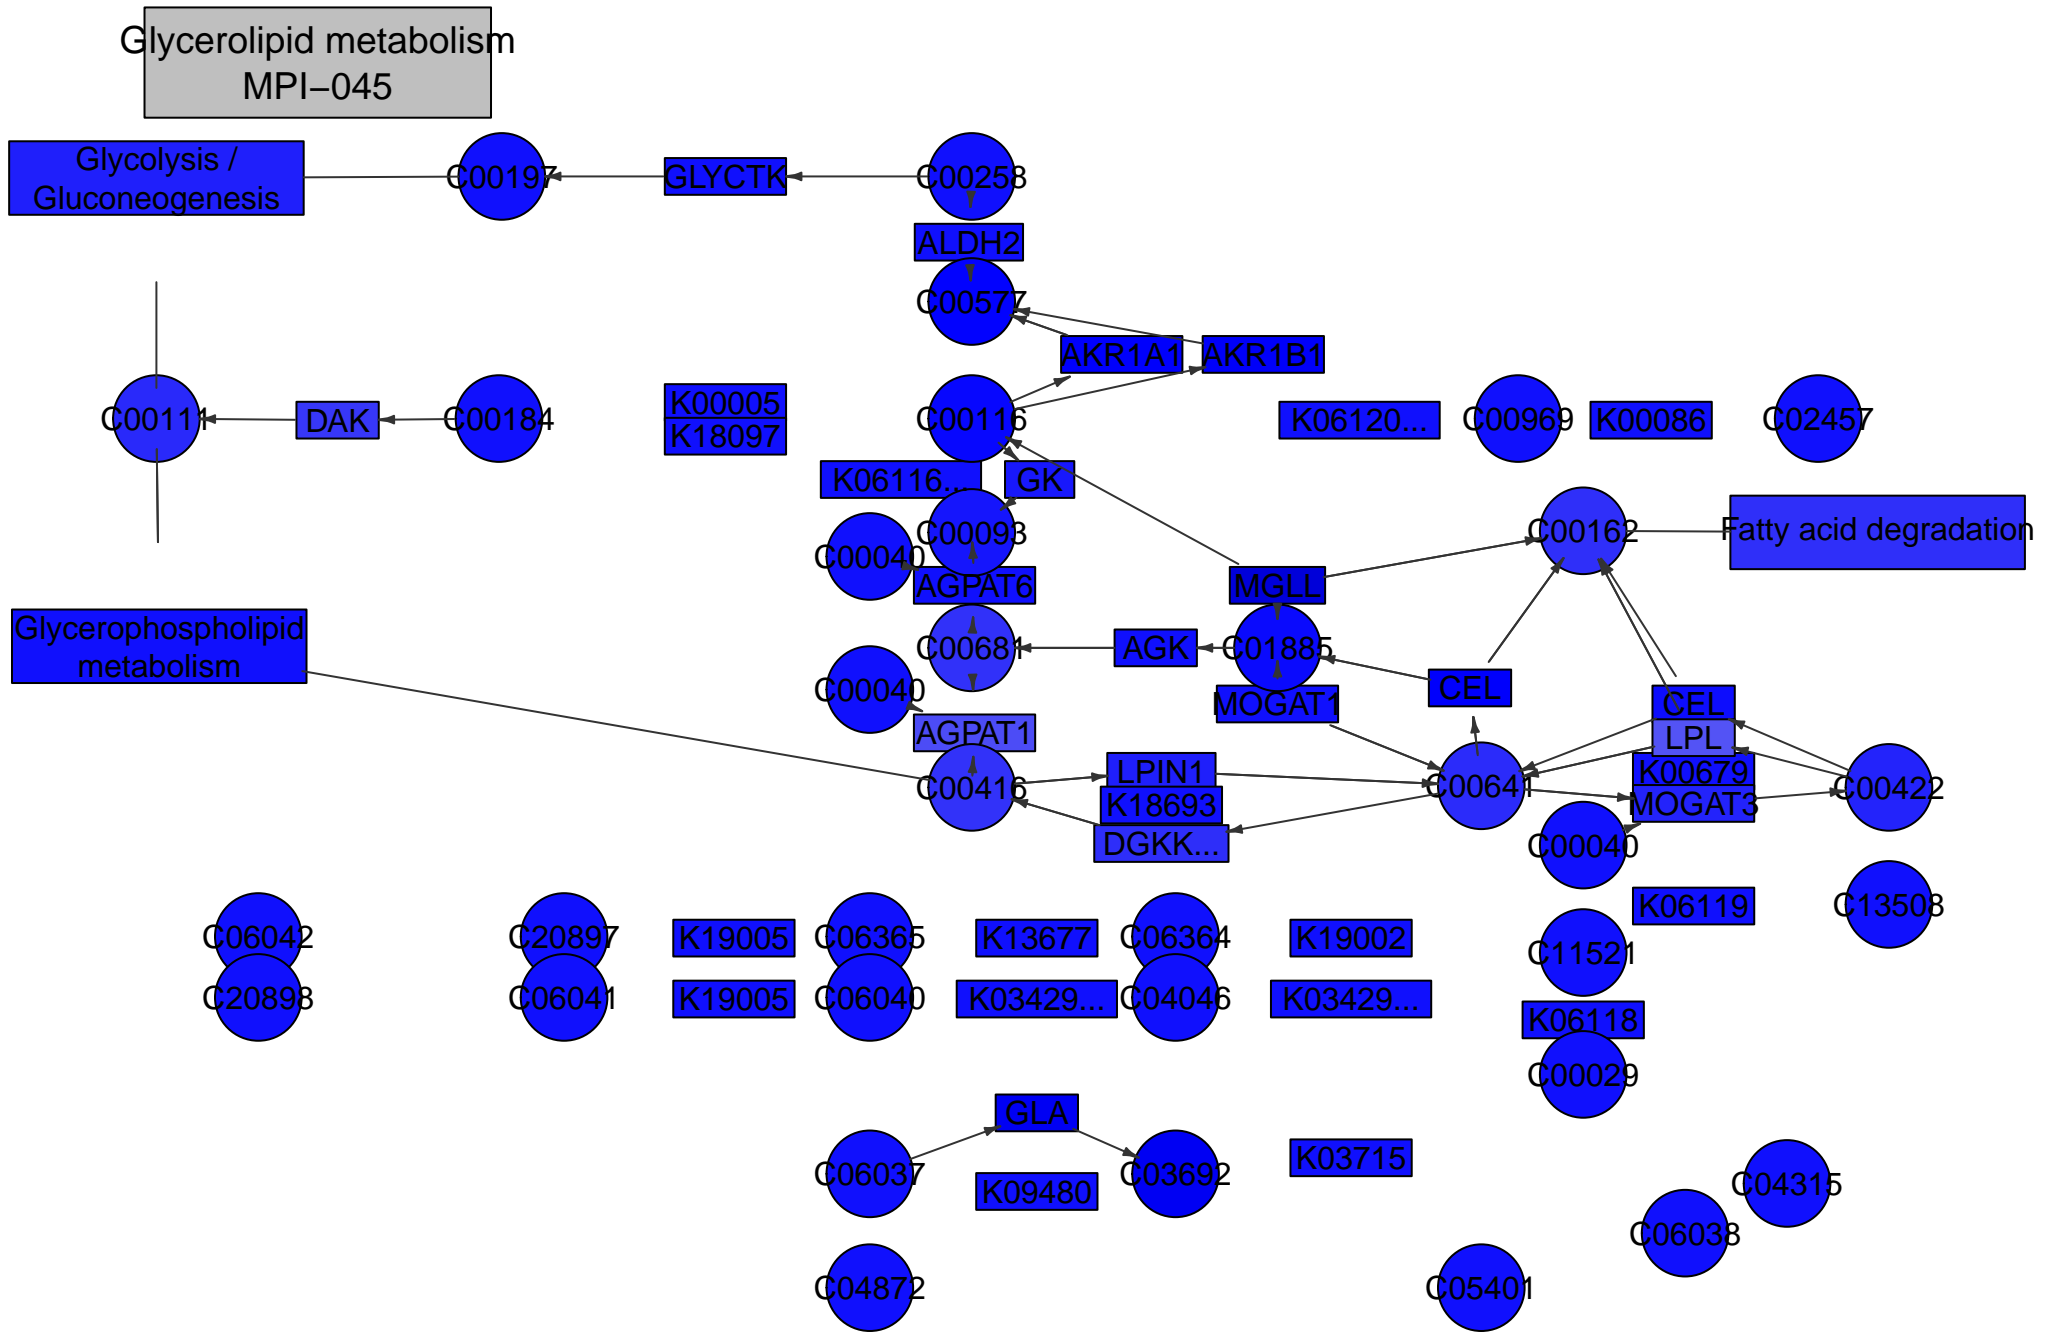 Glycerolipid metabolism
MPI−045
Glycolysis /
Gluconeogenesis
C00197
GLYCTK
C00258
ALDH2
C00577
AKR1A1
AKR1B1
C00111
DAK
C00184
K00005
K18097
C00116
K06120...
C00969
K00086
C02457
K06116...
GK
C00093
C00040
C00162
Fatty acid degradation
AGPAT6
MGLL
Glycerophospholipid
metabolism
C00681
AGK
C01885
C00040
MOGAT1
CEL
CEL
AGPAT1
LPL
LPIN1
K00679
C00416
C00641
C00422
K18693
MOGAT3
DGKK...
C00040
K06119
C13508
C06042
C20897
K19005
C06365
K13677
C06364
K19002
C11521
C20898
C06041
K19005
C06040
K03429...
C04046
K03429...
K06118
C00029
GLA
C06037
C03692
K03715
K09480
C04315
C06038
C04872
C05401